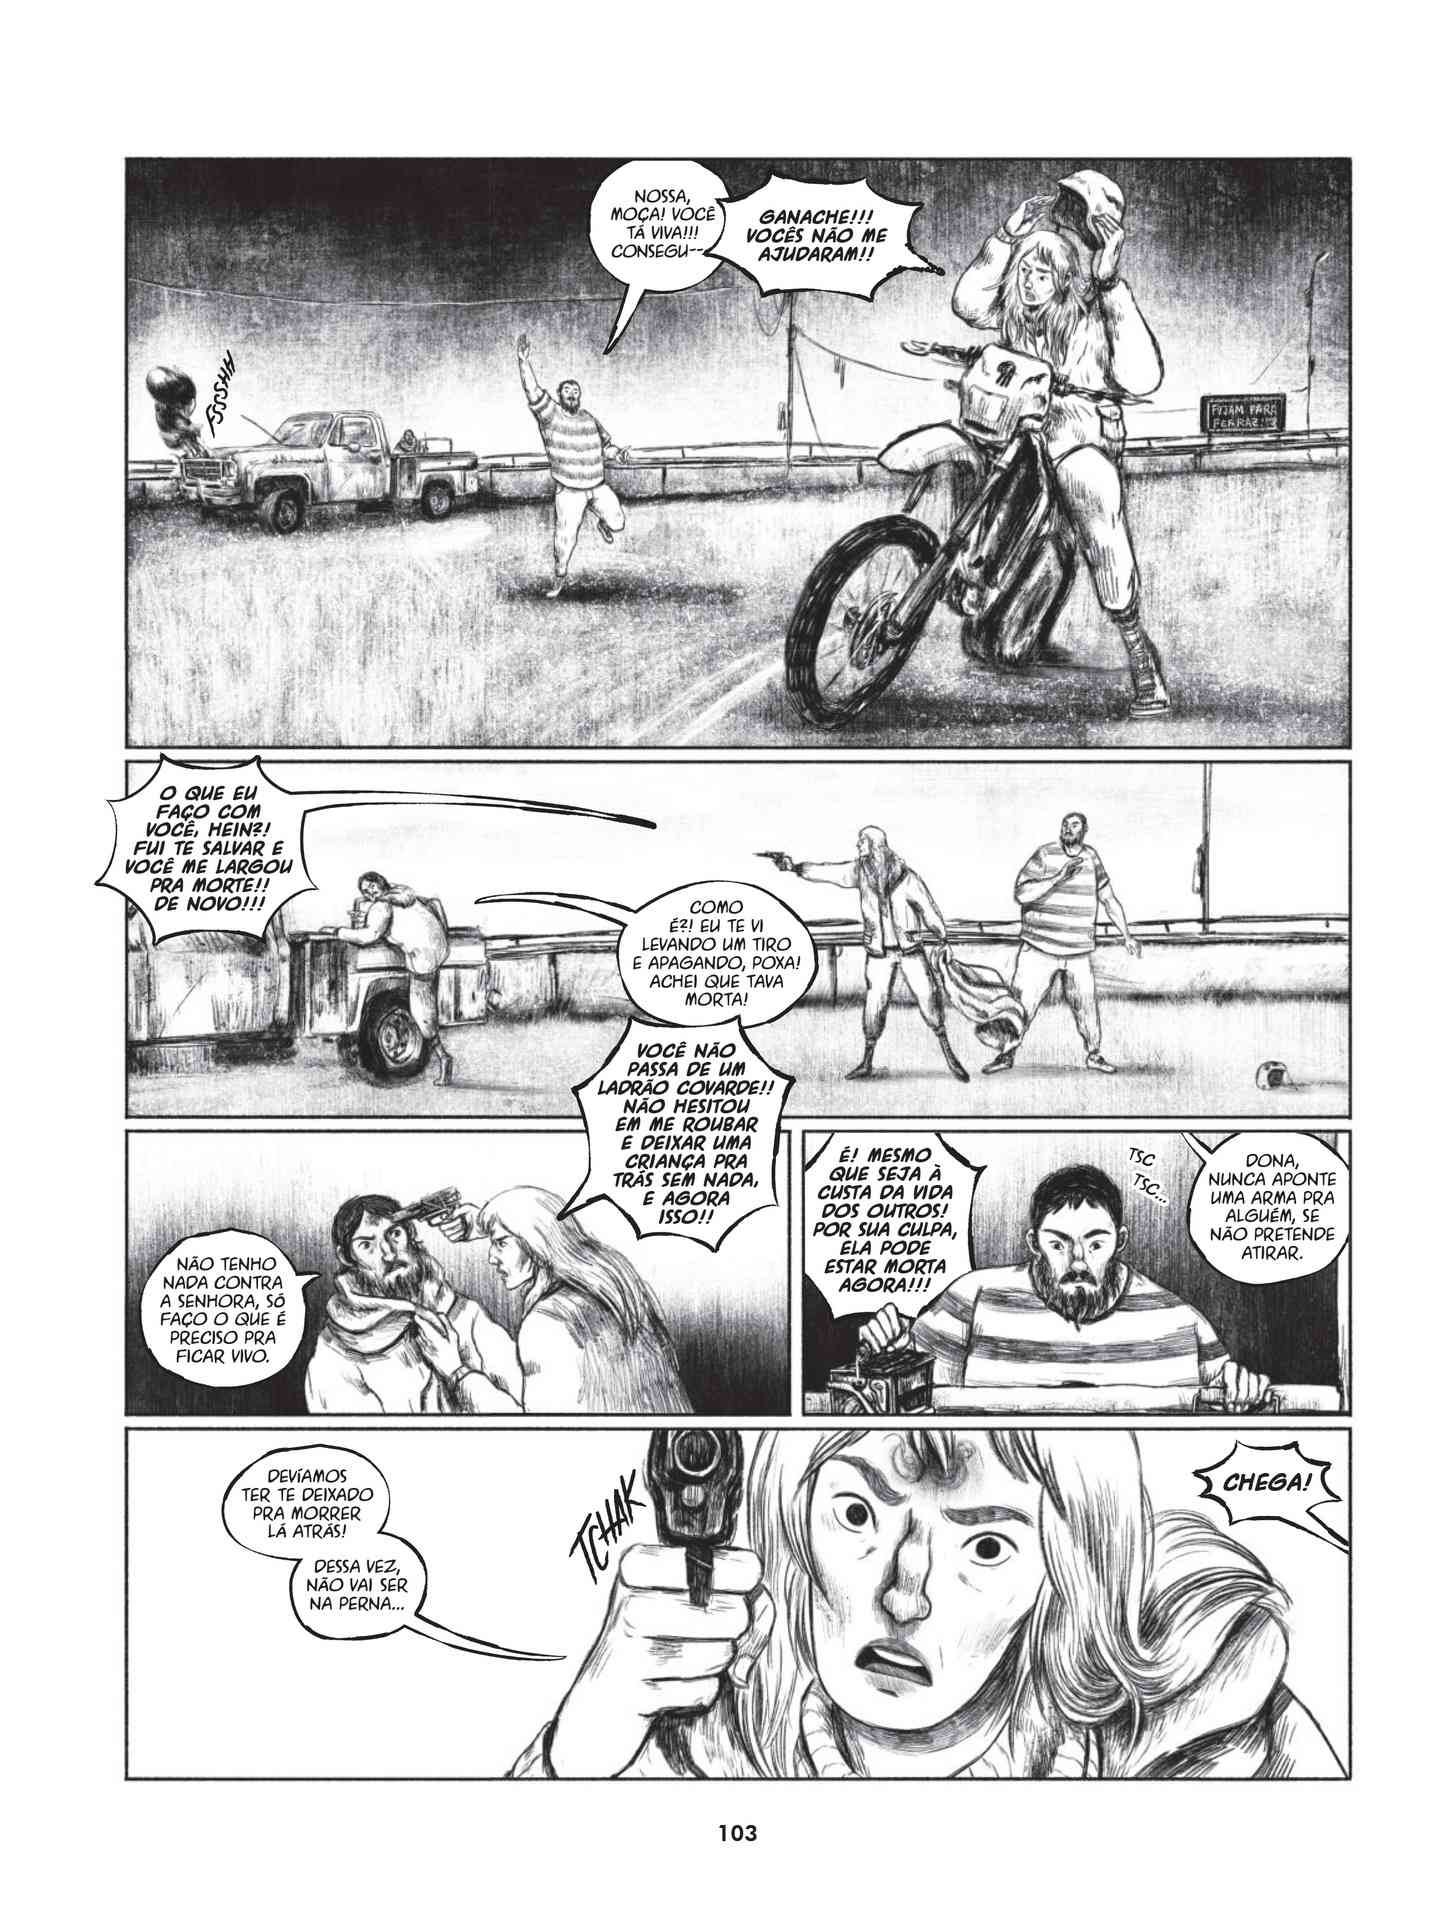 NOSSA,
MOÇA! VOCÊ
TÁ VIVA!!!
CONSEGU--
GANACHE!!!
VOCÊS NÃO ME
AJUDARAM!!
FSSSSHH
FUJAM PARA
FERRAZ!
O QUE EU
FAÇO COM
VOCÊ, HEIN?!
FUI TE SALVAR E
VOCÊ ME LARGOU
PRA MORTE!!
DE NOVO!!!
COMO
É?! EU TE VI
LEVANDO UM TIRO
E APAGANDO, POXA!
ACHEI QUE TAVA
MORTA!
VOCÊ NÃO
PASSA DE UM
LADRÃO COVARDE!!
NÃO HESITOU
EM ME ROUBAR
E DEIXAR UMA
CRIANÇA PRA
TRÁS SEM NADA,
E AGORA
ISSO!!
NÃO TENHO
NADA CONTRA
A SENHORA, SÓ
FAÇO O QUE É
PRECISO PRA
FICAR VIVO.
É! MESMO
QUE SEJA À
CUSTA DA VIDA
DOS OUTROS!
POR SUA CULPA,
ELA PODE
ESTAR MORTA
AGORA!!!
TSC
TSC...
DONA,
NUNCA APONTE
UMA ARMA PRA
ALGUÉM, SE
NÃO PRETENDE
ATIRAR.
DEVÍAMOS
TER TE DEIXADO
PRA MORRER
LÁ ATRÁS!
DESSA VEZ,
NÃO VAI SER
NA PERNA...
TCHAK
CHEGA!
103